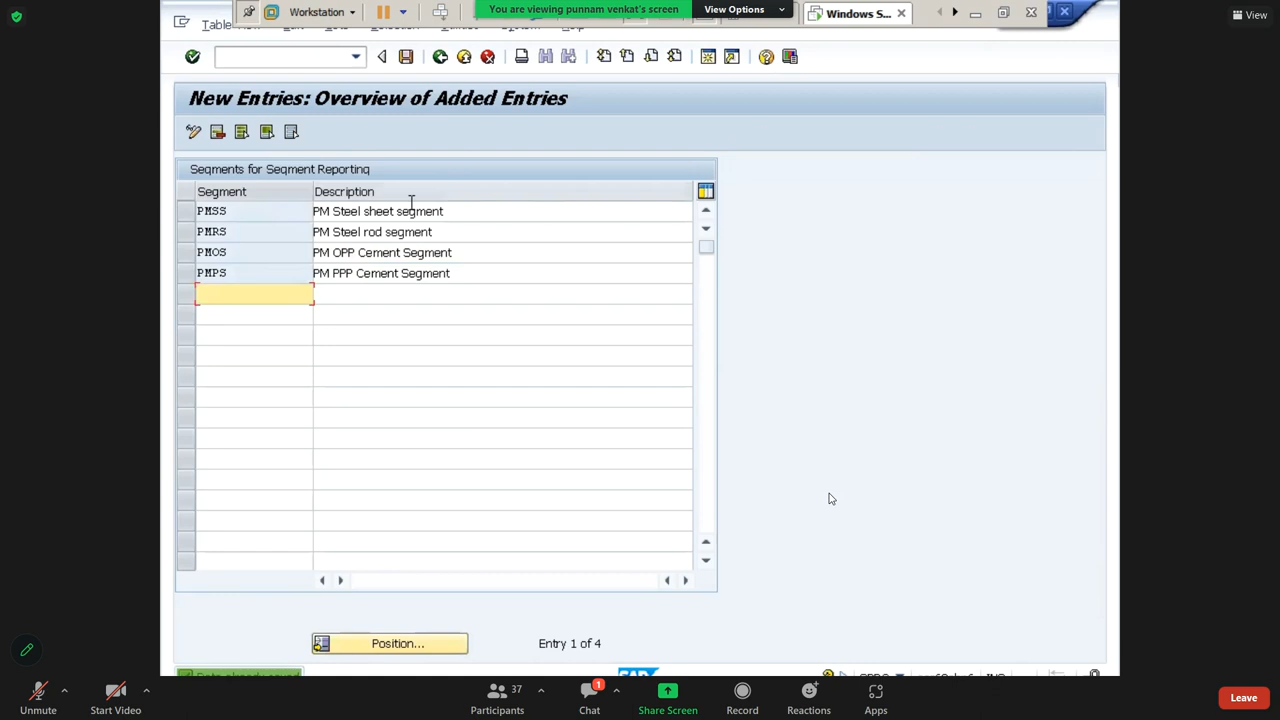 Workstation
You are viewing punnam venkat's screen
View Options
Windows S...
View
Table
System
New Entries: Overview of Added Entries
Segments for Segment Reporting
Segment Description
PMSS PM Steel sheet segment
PMRS PM Steel rod segment
PMOS PM OPP Cement Segment
PMPS PM PPP Cement Segment
Position...
Entry 1 of 4
SAP
Unmute
Start Video
37
Participants
1
Chat
Share Screen
Record
Reactions
Apps
Leave